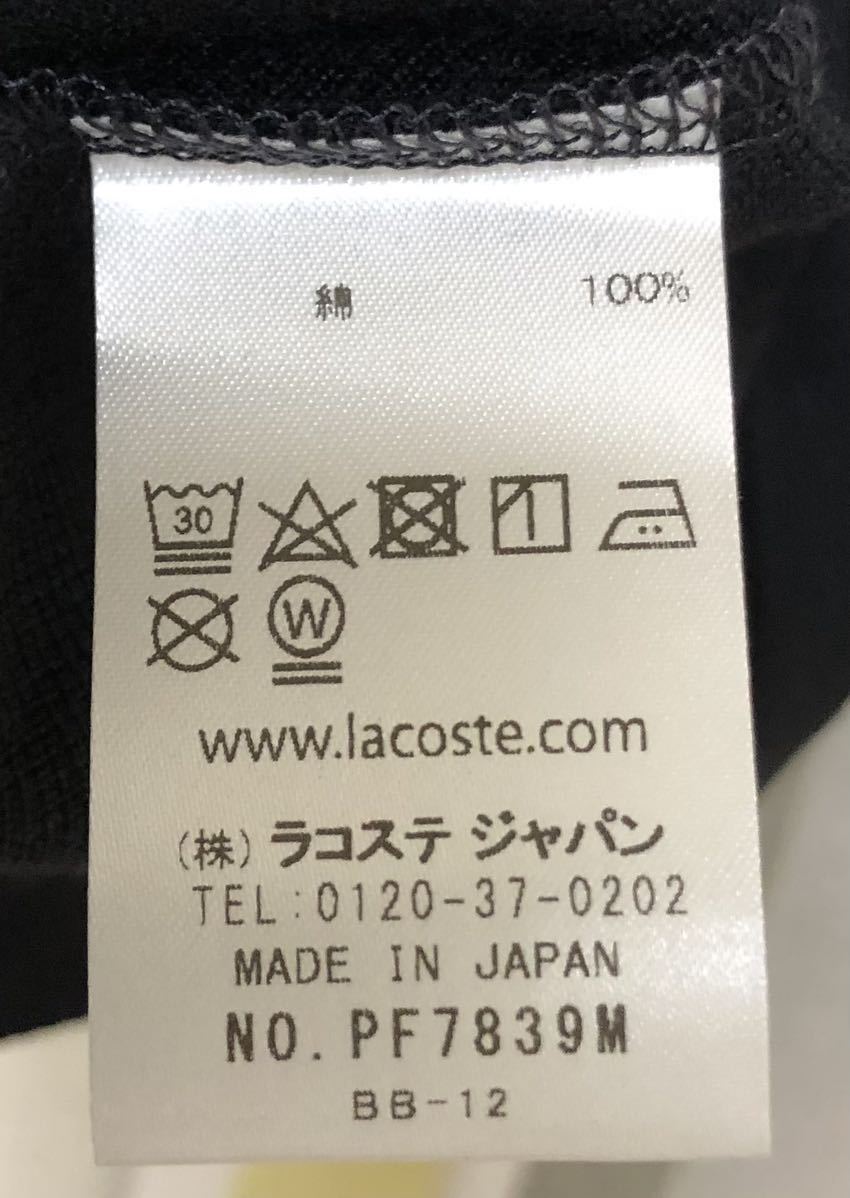 綿 100%
30
W
www.lacoste.com
(株) ラコステ ジャパン
TEL:0120-37-0202
MADE IN JAPAN
NO. PF7839M
BB-12